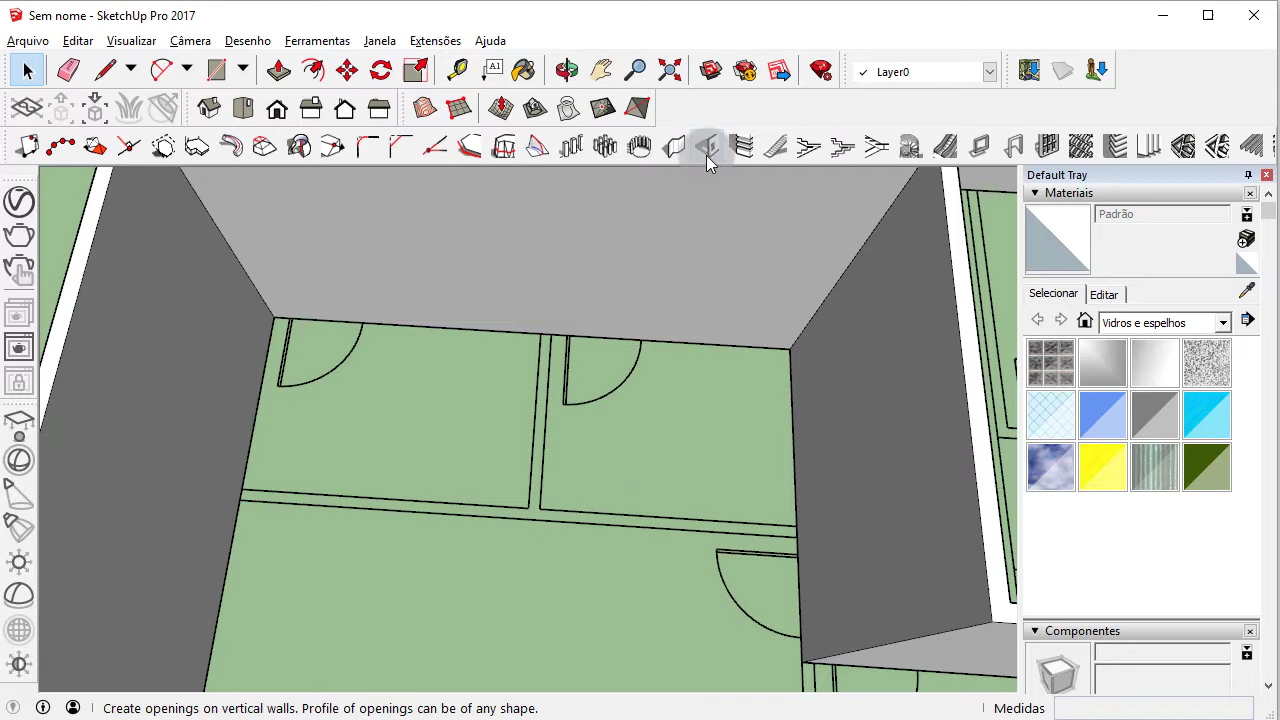 Sem nome - SketchUp Pro 2017
Arquivo Editar Visualizar Câmera Desenho Ferramentas Janela Extensões Ajuda
A1
Layer0
Default Tray
Materiais
Padrão
Selecionar Editar
Vidros e espelhos
Componentes
Create openings on vertical walls. Profile of openings can be of any shape.
Medidas